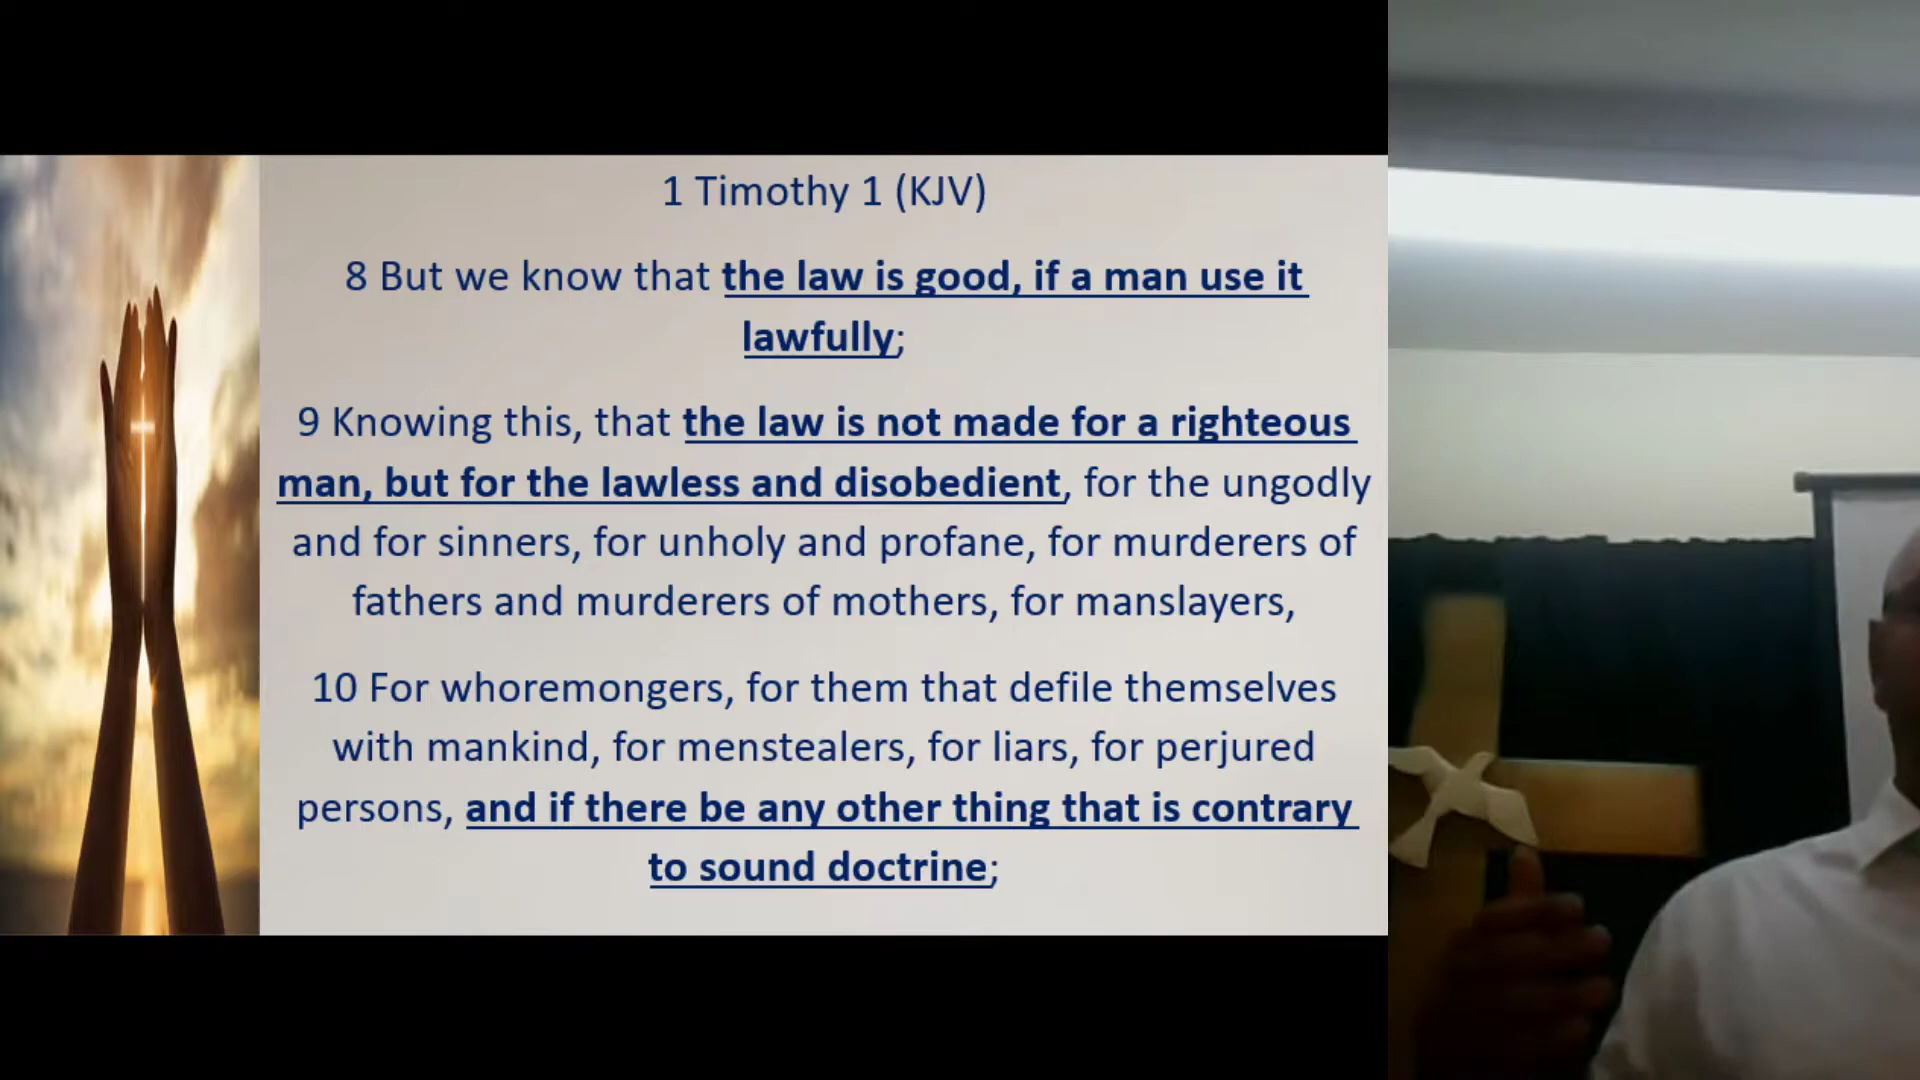 1 Timothy 1 (KJV)
8 But we know that the law is good, if a man use it
lawfully;
9 Knowing this, that the law is not made for a righteous
man, but for the lawless and disobedient, for the ungodly
and for sinners, for unholy and profane, for murderers of
fathers and murderers of mothers, for manslayers,
10 For whoremongers, for them that defile themselves
with mankind, for menstealers, for liars, for perjured
persons, and if there be any other thing that is contrary
to sound doctrine;